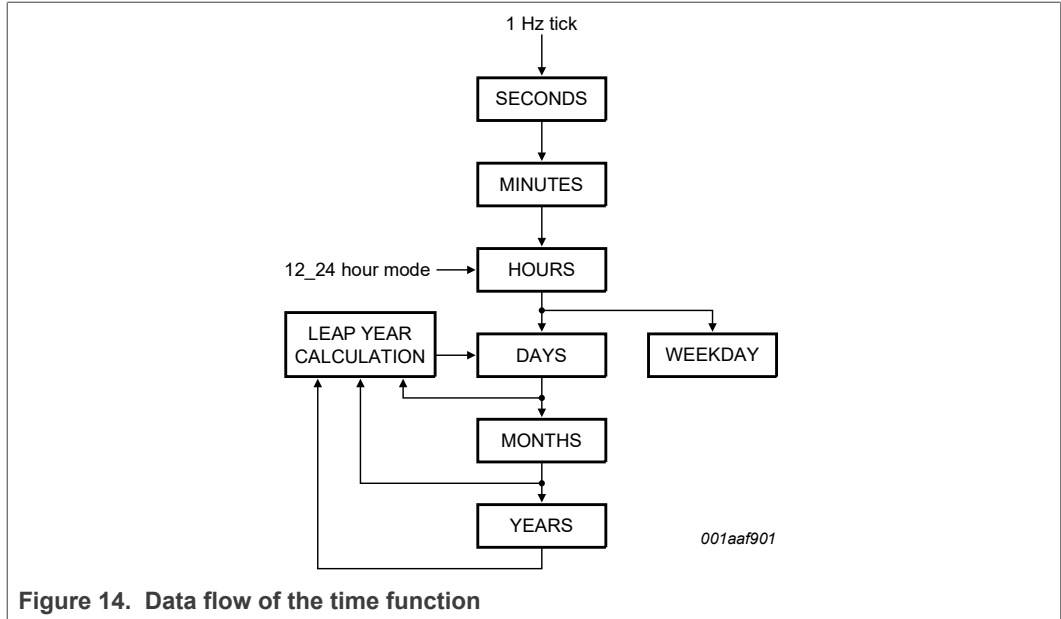 1 Hz tick
SECONDS
MINUTES
12_24 hour mode
HOURS
LEAP YEAR
CALCULATION
DAYS
WEEKDAY
MONTHS
YEARS
001aaf901
Figure 14. Data flow of the time function